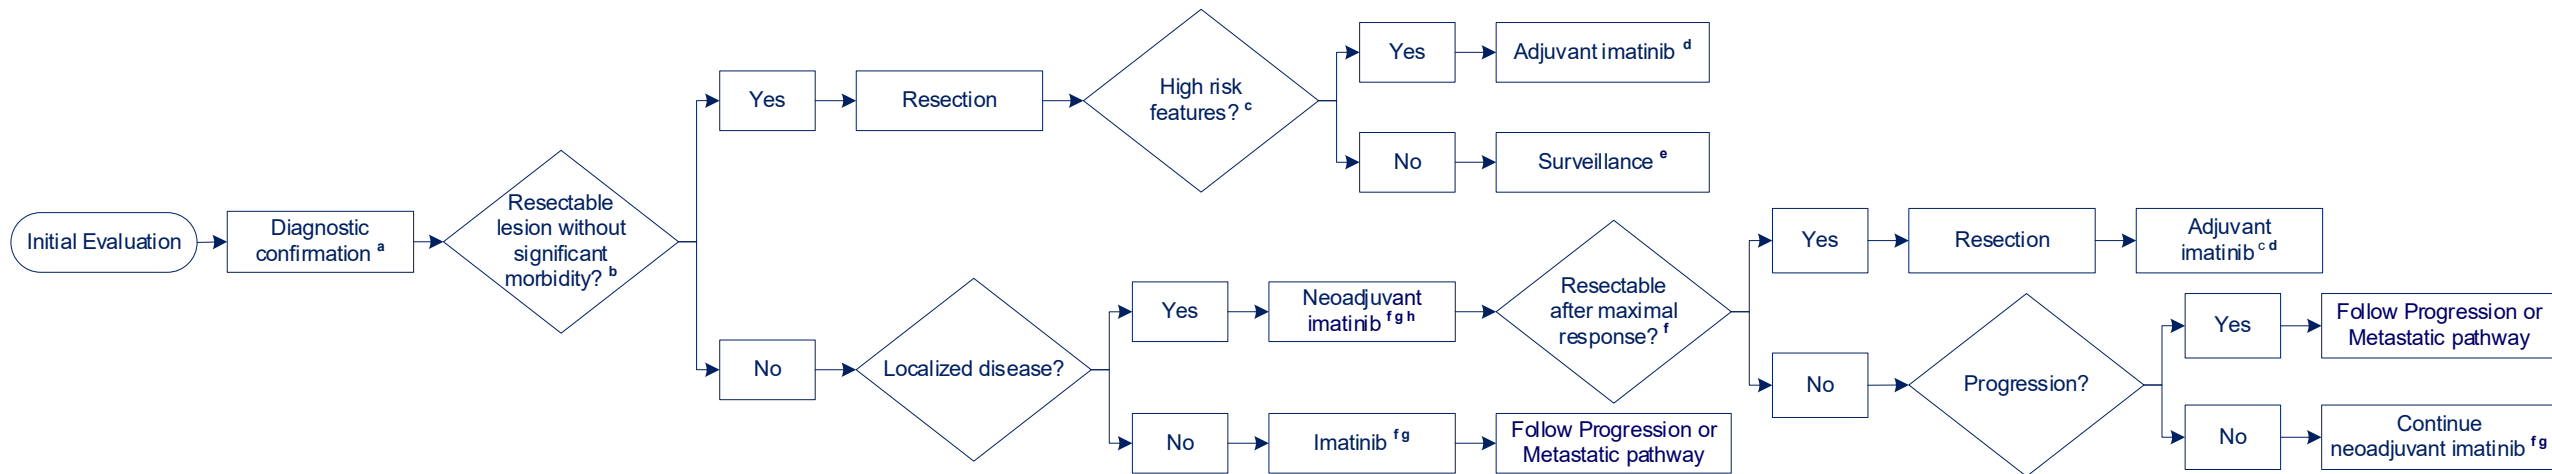 Initial Evaluation
Diagnostic
confirmation a
Resectable
lesion without
significant
morbidity? b
Yes
Resection
High risk
features? c
Yes
Adjuvant imatinib d
No
Surveillance e
No
Localized disease?
Yes
Neoadjuvant
imatinib f g h
Resectable
after maximal
response? f
Yes
Resection
Adjuvant
imatinib c d
No
Progression?
Yes
Follow Progression or
Metastatic pathway
No
Continue
neoadjuvant imatinib f g
No
Imatinib f g
Follow Progression or
Metastatic pathway